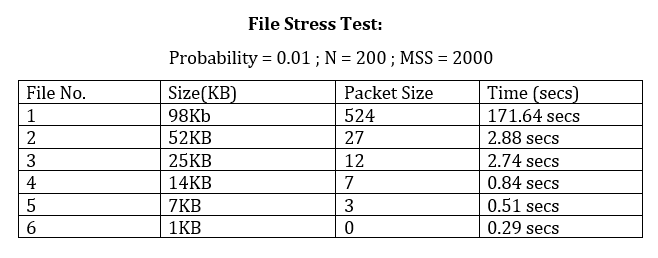 File Stress Test:
Probability = 0.01 ; N = 200 ; MSS = 2000
File No. Size(KB) Packet Size Time (secs)
1 98Kb 524 171.64 secs
2 52KB 27 2.88 secs
3 25KB 12 2.74 secs
4 14KB 7 0.84 secs
5 7KB 3 0.51 secs
6 1KB 0 0.29 secs